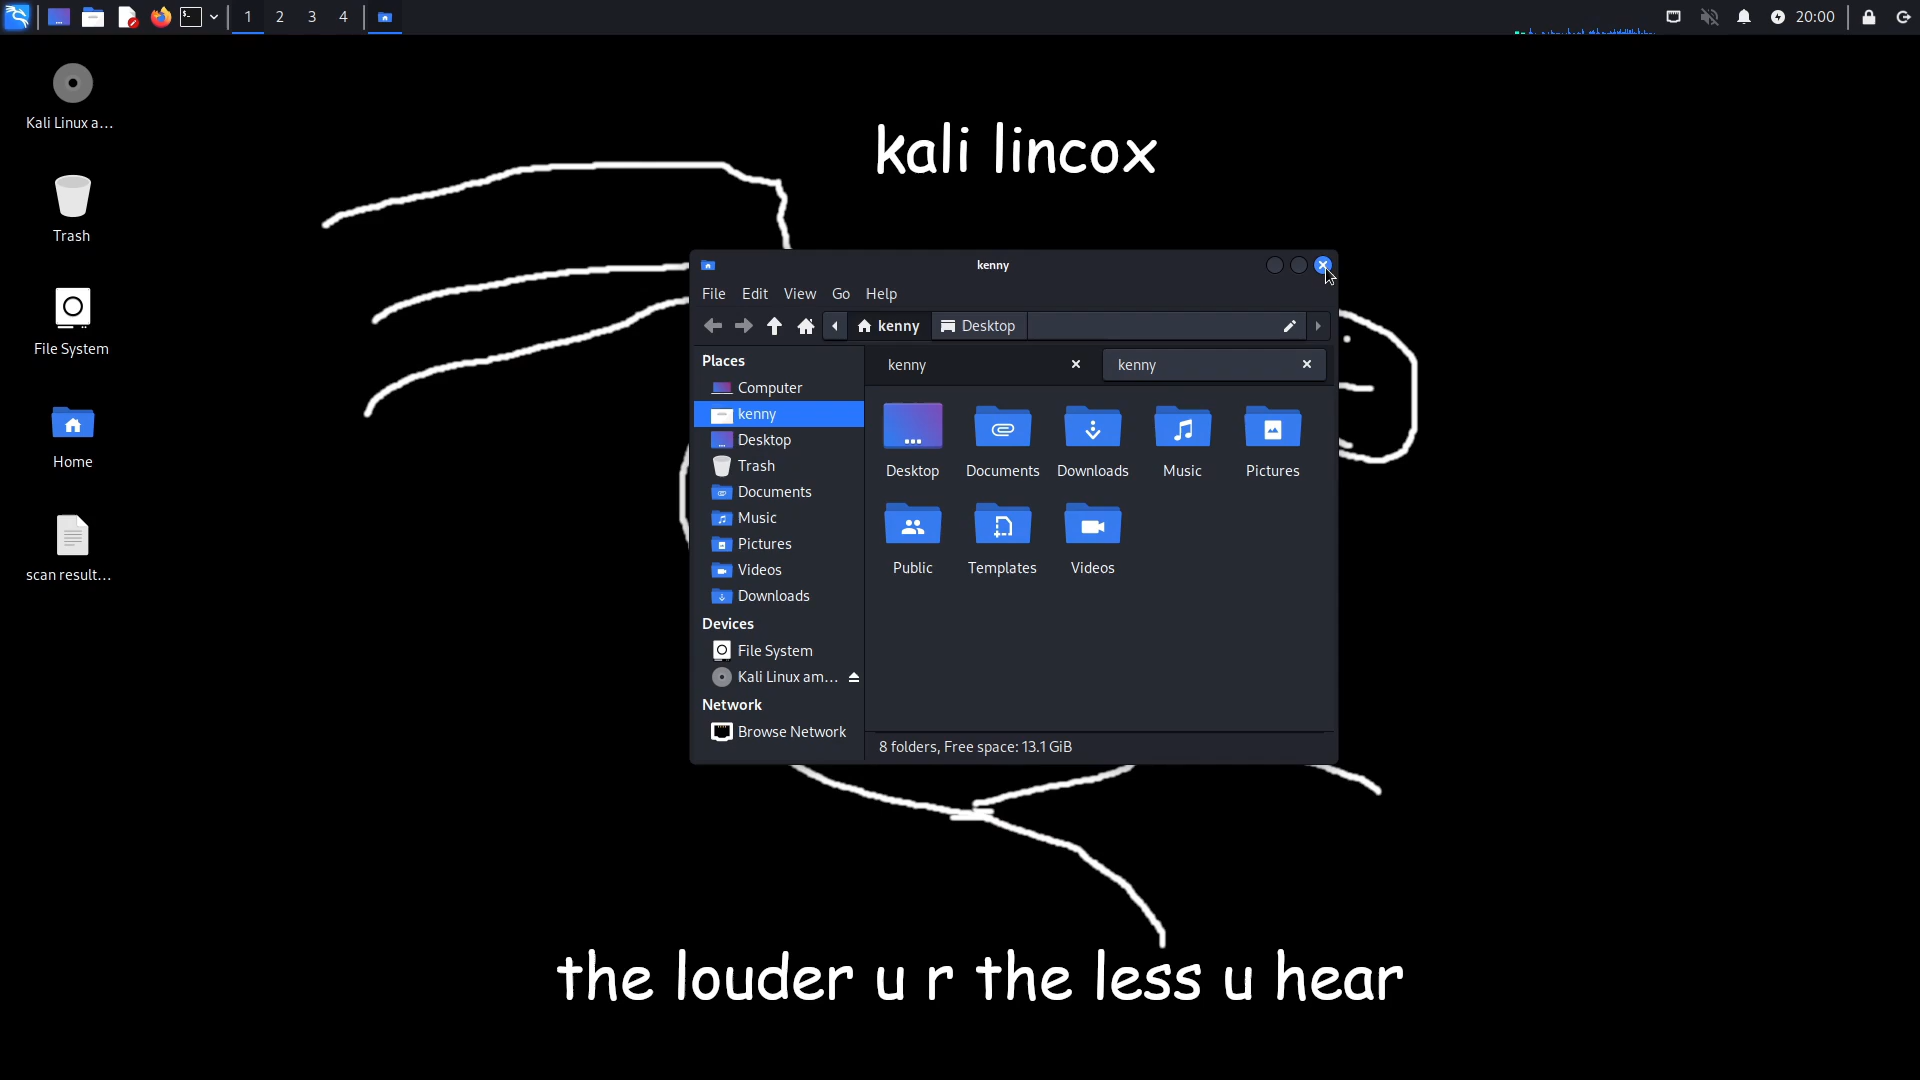 1 2 3 4
20:00
Kali Linux a...
Trash
File System
Home
scan result...
kali lincox
kenny
File Edit View Go Help
kenny Desktop
Places
Computer
kenny
Desktop
Trash
Documents
Music
Pictures
Videos
Downloads
Devices
File System
Kali Linux am...
Network
Browse Network
kenny kenny
Desktop Documents Downloads Music Pictures
Public Templates Videos
8 folders, Free space: 13.1 GiB
the louder u r the less u hear